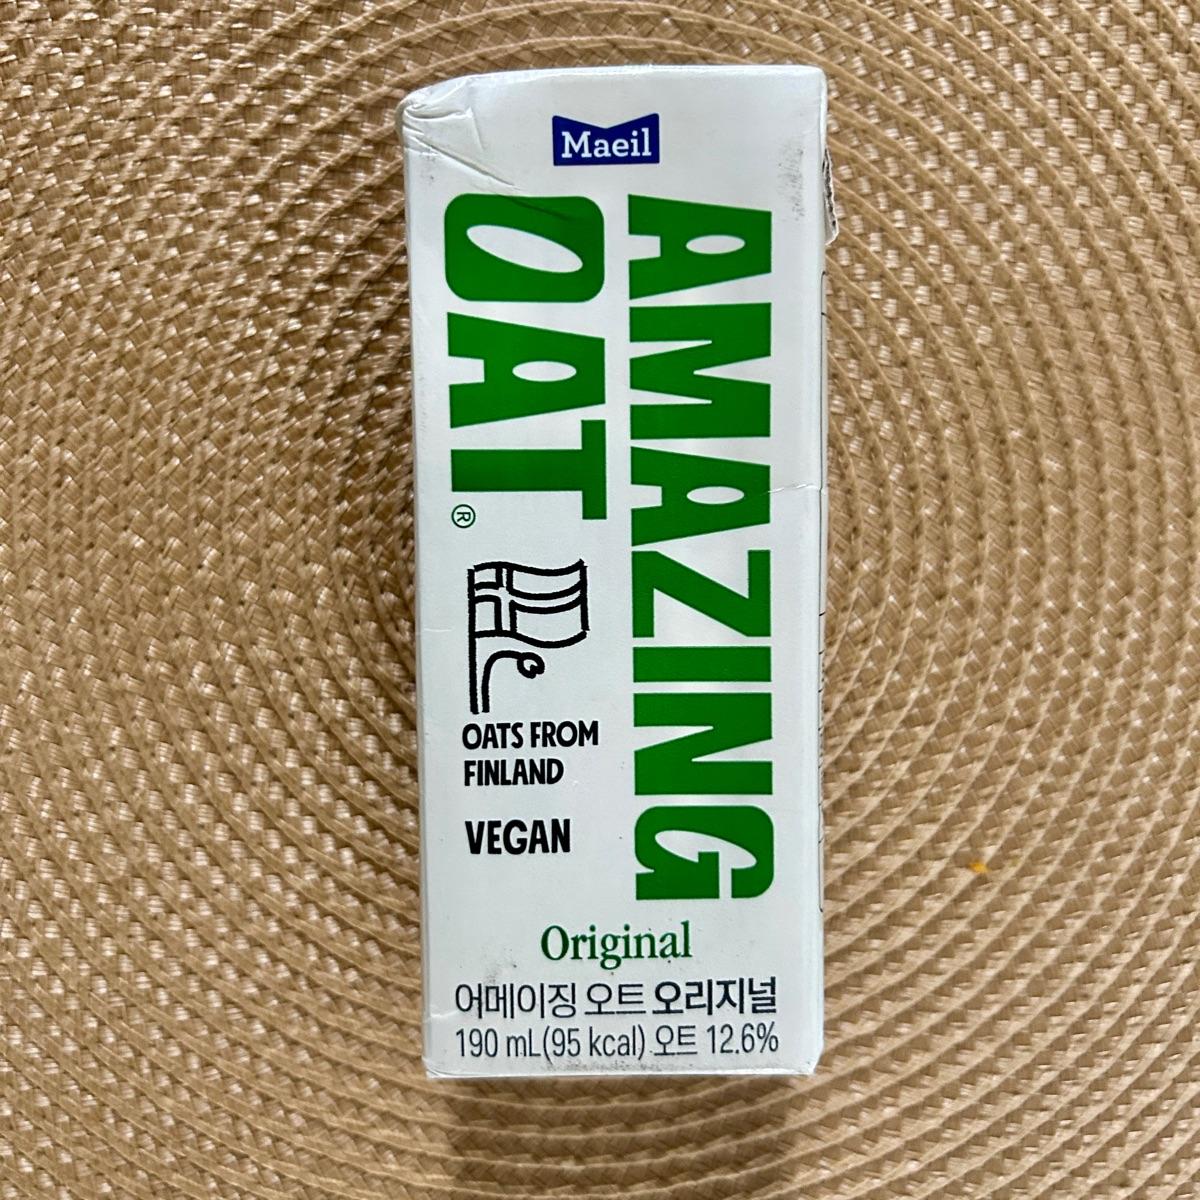 Maeil
AMAZING
OAT®
OATS FROM
FINLAND
VEGAN
Original
어메이징 오트 오리지널
190 mL(95 kcal) 오트 12.6%